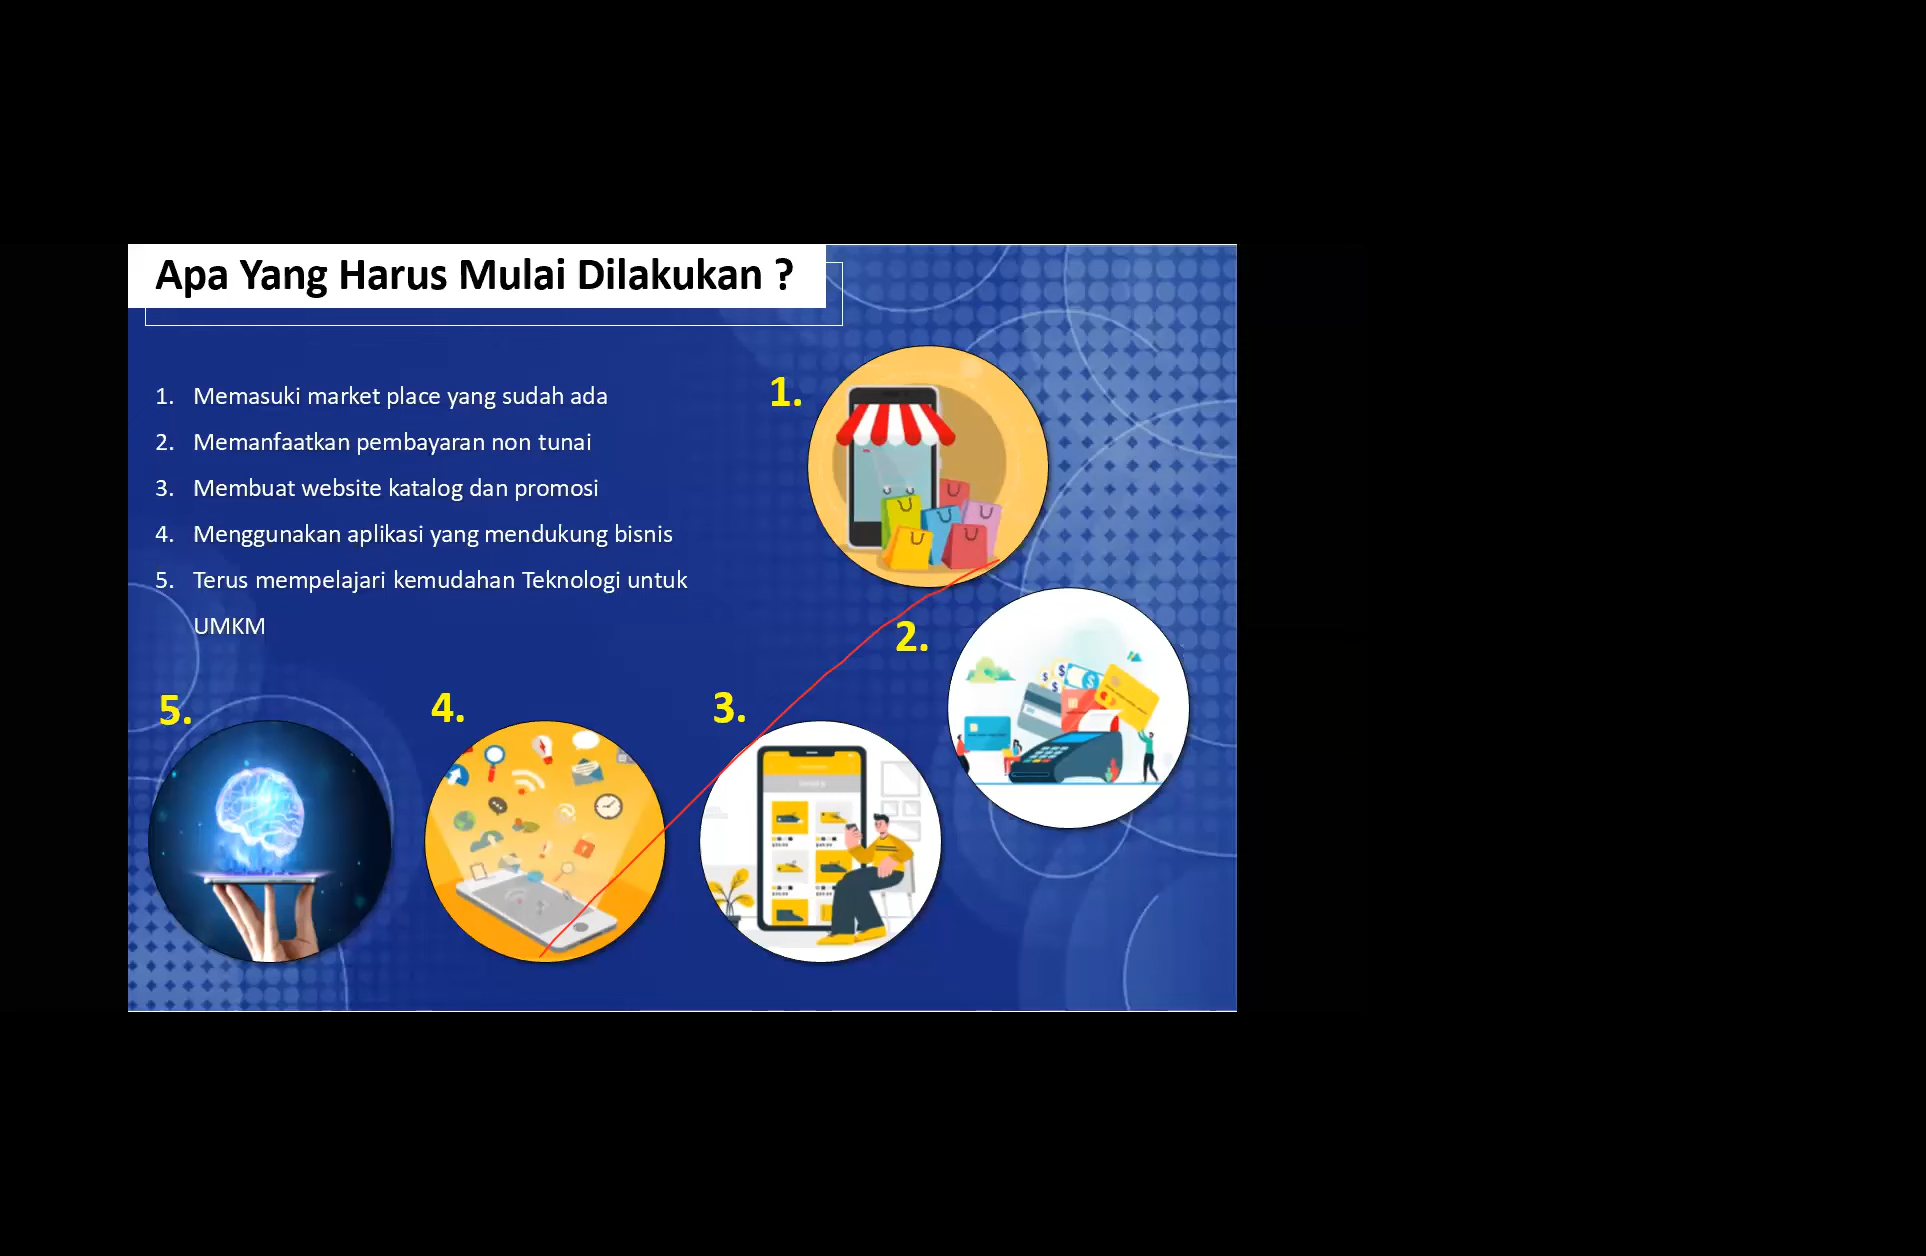 Apa Yang Harus Mulai Dilakukan ?
1. Memasuki market place yang sudah ada
2. Memanfaatkan pembayaran non tunai
3. Membuat website katalog dan promosi
4. Menggunakan aplikasi yang mendukung bisnis
5. Terus mempelajari kemudahan Teknologi untuk
UMKM
1.
2.
3.
4.
5.